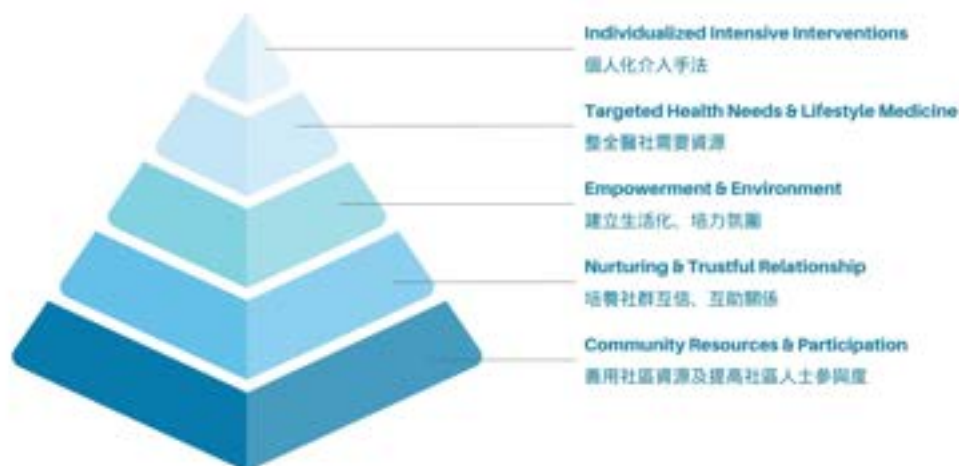 Individualized Intensive Interventions
個人化介入手法
Targeted Health Needs & Lifestyle Medicine
整全醫社需要資源
Empowerment & Environment
建立生活化、培力氛圍
Nurturing & Trustful Relationship
培養社群互信、互助關係
Community Resources & Participation
善用社區資源及提高社區人士參與度